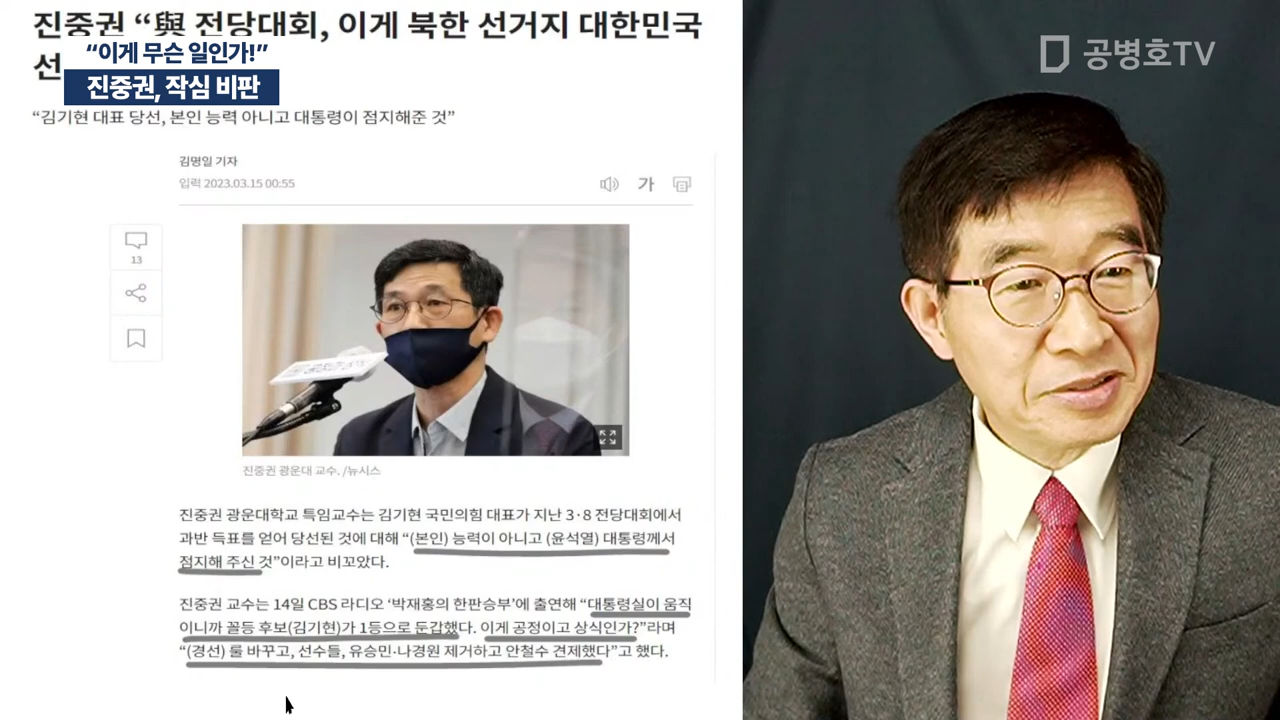 진중권 “與 전당대회, 이게 북한 선거지 대한민국
선
“이게 무슨 일인가!”
진중권, 작심 비판
공병호TV
“김기현 대표 당선, 본인 능력 아니고 대통령이 점지해준 것”
김명일 기자
입력 2023.03.15 00:55
가
13
진중권 광운대 교수. /뉴시스
진중권 광운대학교 특임교수는 김기현 국민의힘 대표가 지난 3·8 전당대회에서
과반 득표를 얻어 당선된 것에 대해 “(본인) 능력이 아니고 (윤석열) 대통령께서
점지해 주신 것”이라고 비꼬았다.
진중권 교수는 14일 CBS 라디오 ‘박재홍의 한판승부’에 출연해 “대통령실이 움직
이니까 꼴등 후보(김기현)가 1등으로 둔갑했다. 이게 공정이고 상식인가?”라며
“(경선) 룰 바꾸고, 선수들, 유승민·나경원 제거하고 안철수 견제했다”고 했다.